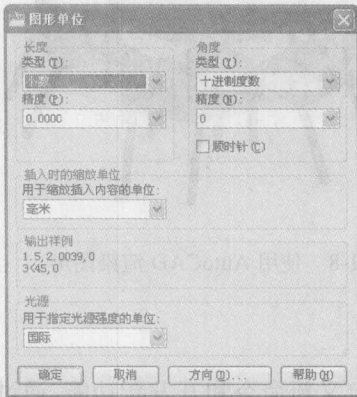 图形单位
长度
类型(T):
小数
精度(P):
0.0000
角度
类型(Y):
十进制度数
精度(N):
0
顺时针(C)
插入时的缩放单位
用于缩放插入内容的单位:
毫米
输出样例
1.5,2.0039,0
3<45,0
光源
用于指定光源强度的单位:
国际
确定
取消
方向(D)...
帮助(H)